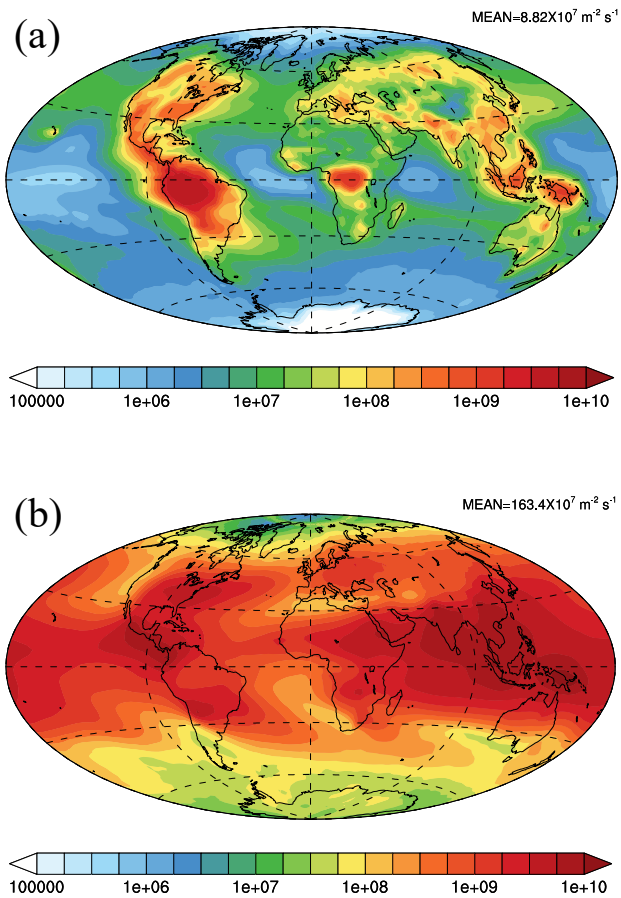 (a)
MEAN=8.82X10⁷ m⁻² s⁻¹
100000 1e+06 1e+07 1e+08 1e+09 1e+10
(b)
MEAN=163.4X10⁷ m⁻² s⁻¹
100000 1e+06 1e+07 1e+08 1e+09 1e+10